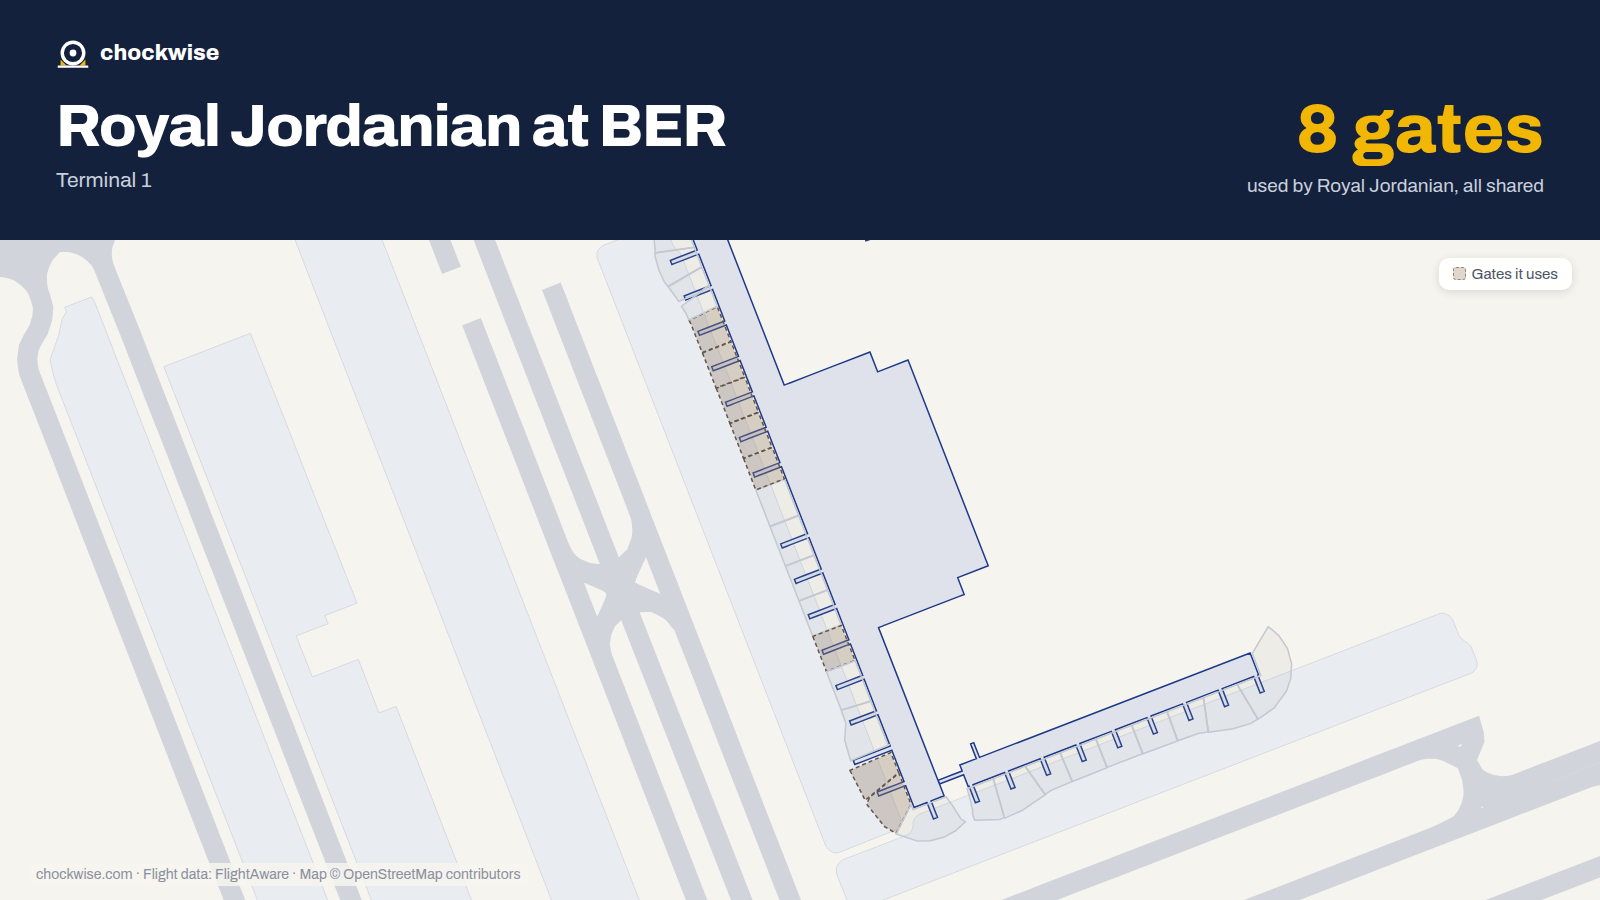 chockwise
Royal Jordanian at BER
Terminal 1
8 gates
used by Royal Jordanian, all shared
Gates it uses
chockwise.com · Flight data: FlightAware · Map © OpenStreetMap contributors